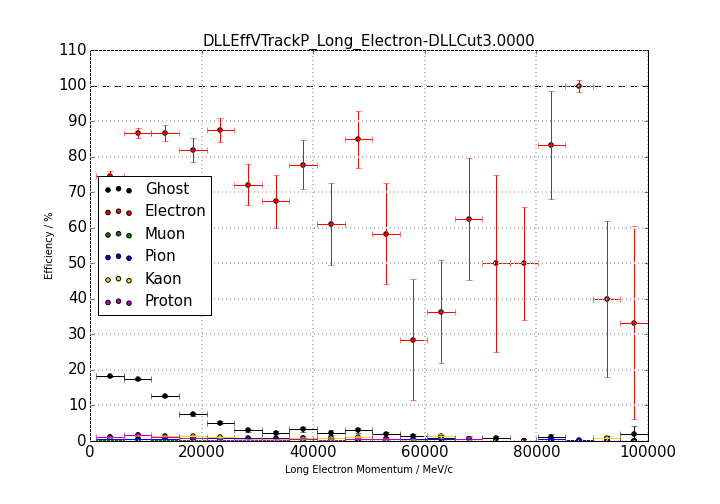 DLLEffVTrackP_Long_Electron-DLLCut3.0000
110
100
90
80
70
60
50
40
30
20
10
0
Efficiency / %
Ghost
Electron
Muon
Pion
Kaon
Proton
0 20000 40000 60000 80000 100000
Long Electron Momentum / MeV/c